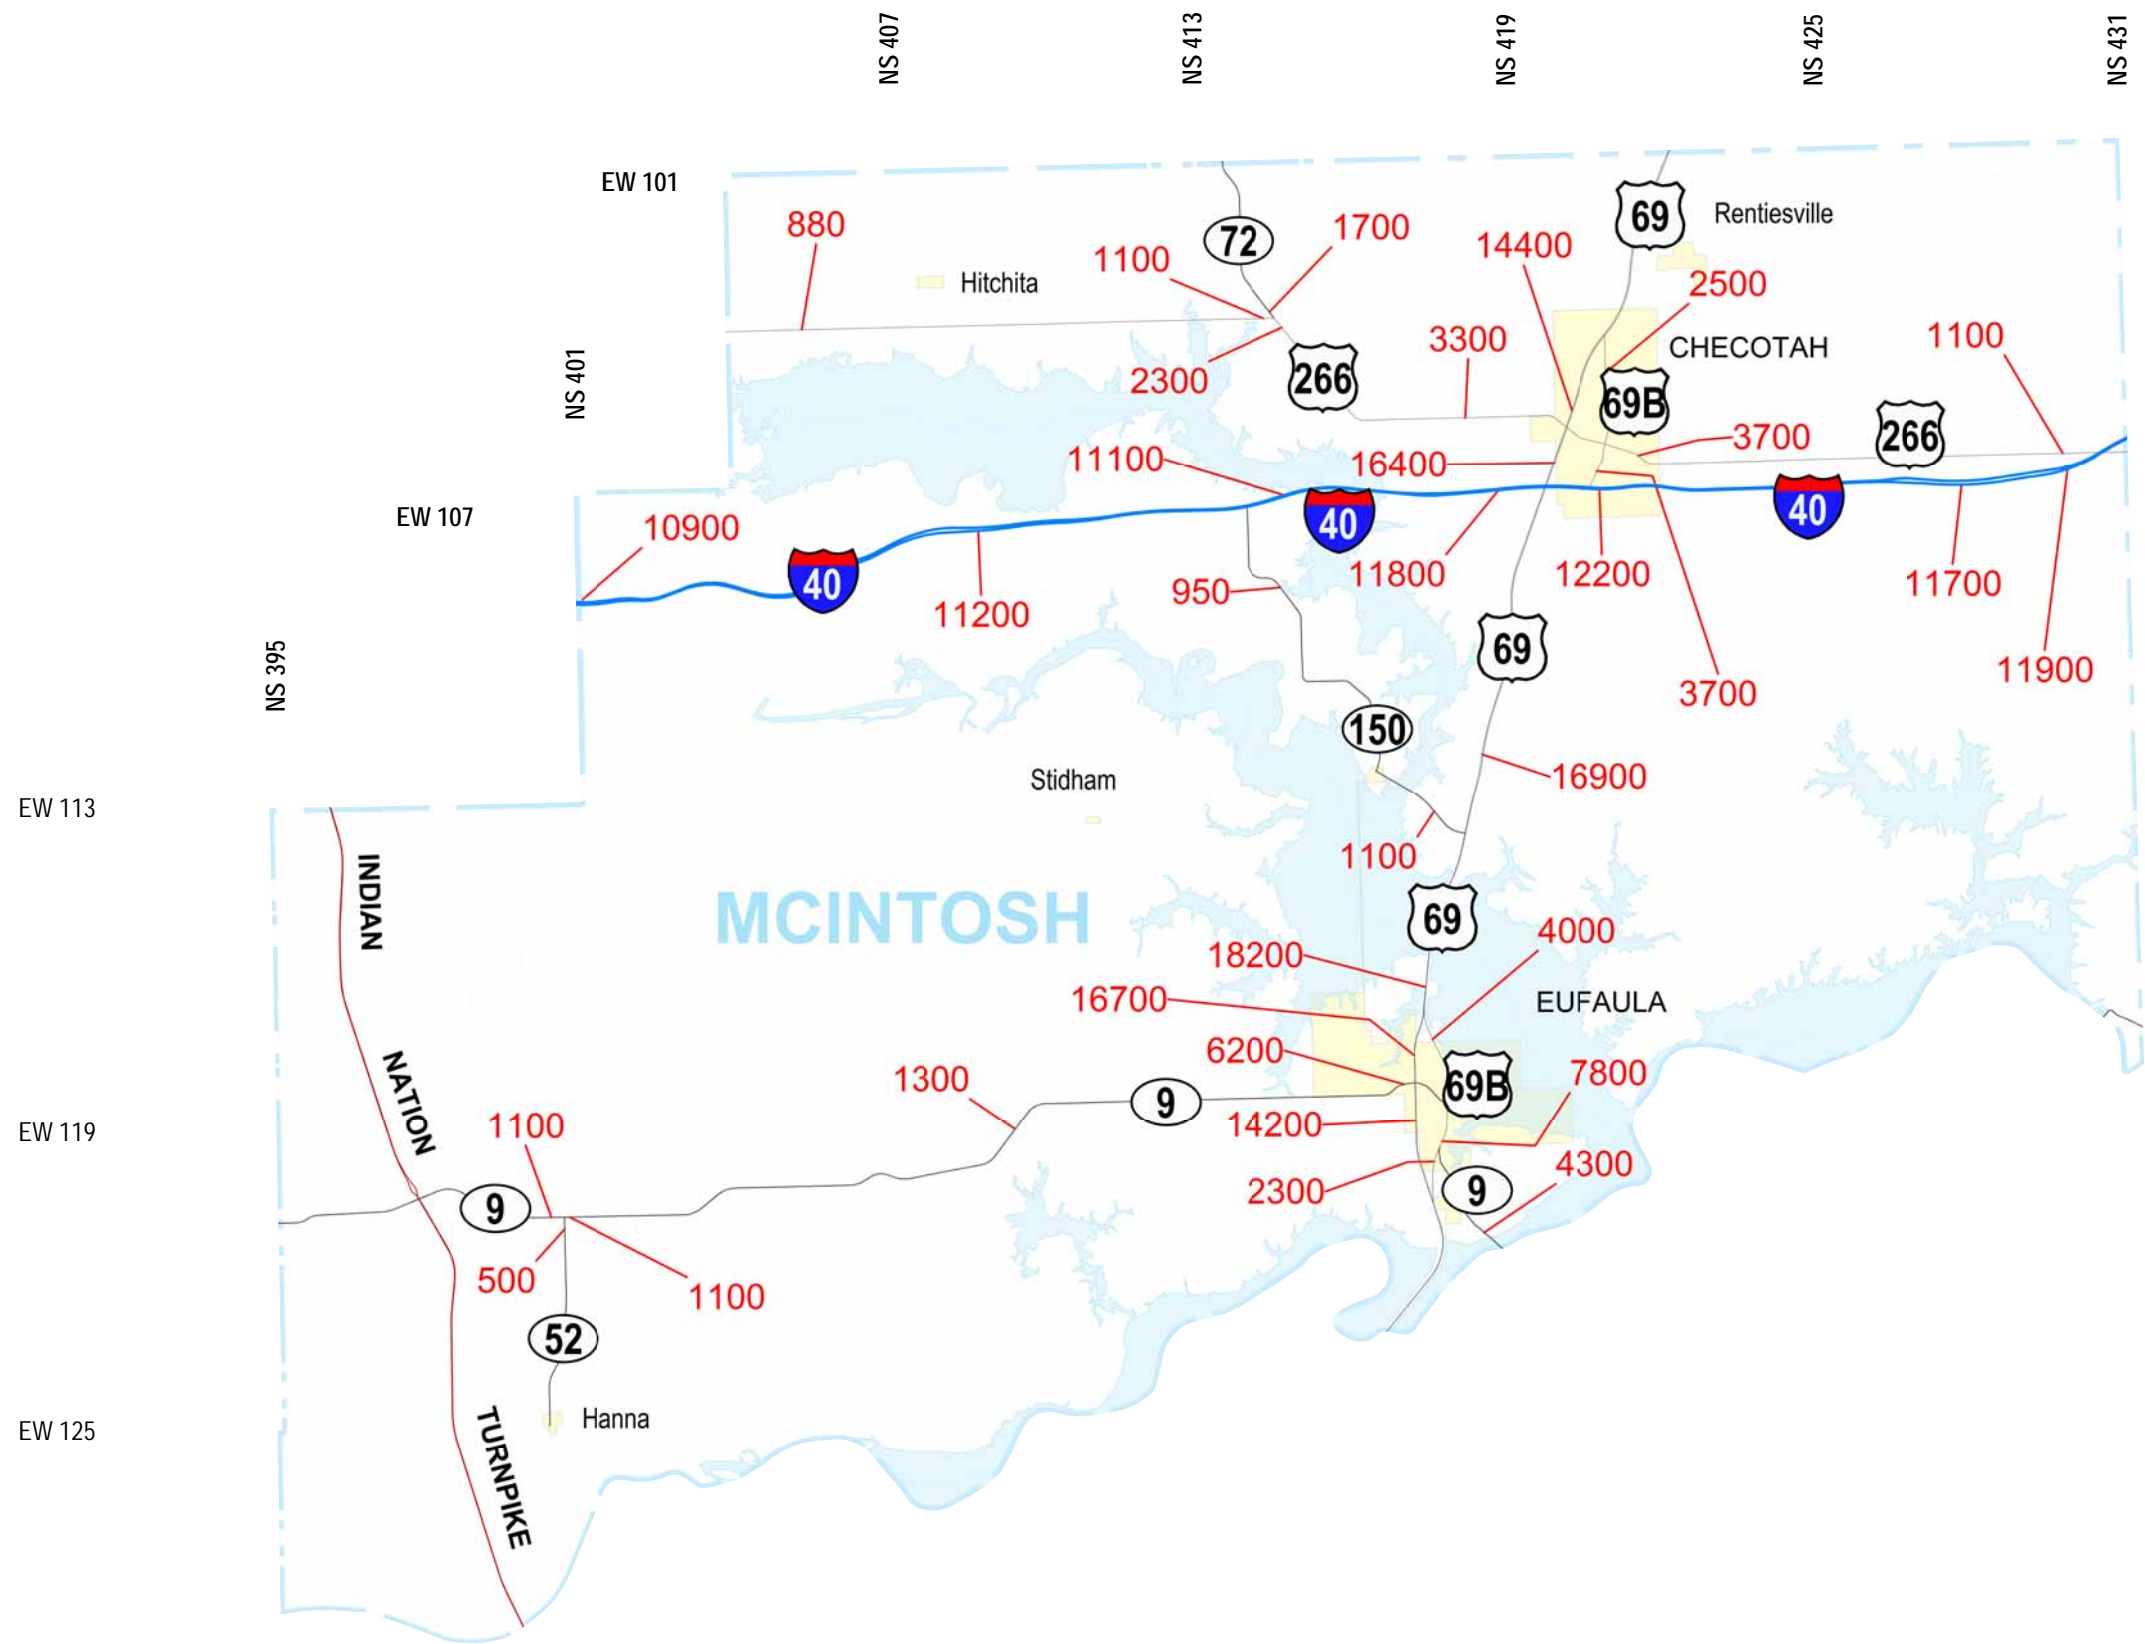 NS 407
NS 413
NS 419
NS 425
NS 431
EW 101
880
72
1700
1100
14400
69
Rentiesville
Hitchita
2500
3300
CHECOTAH
1100
NS 401
2300
266
69B
3700
266
11100
16400
EW 107
10900
40
40
40
11200
950
11800
12200
11700
NS 395
69
3700
11900
150
Stidham
16900
EW 113
1100
INDIAN
MCINTOSH
69
4000
18200
16700
EUFAULA
6200
NATION
1300
9
69B
7800
EW 119
1100
14200
9
2300
9
4300
500
1100
52
Hanna
EW 125
TURNPIKE